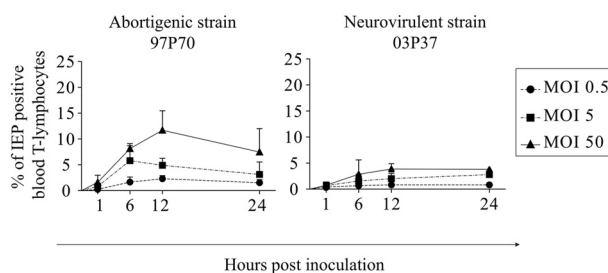 Abortigenic strain
97P70
Neurovirulent strain
03P37
% of IEP positive
blood T-lymphocytes
25
20
15
10
5
0
1
6
12
24
25
20
15
10
5
0
1
6
12
24
MOI 0.5
MOI 5
MOI 50
Hours post inoculation